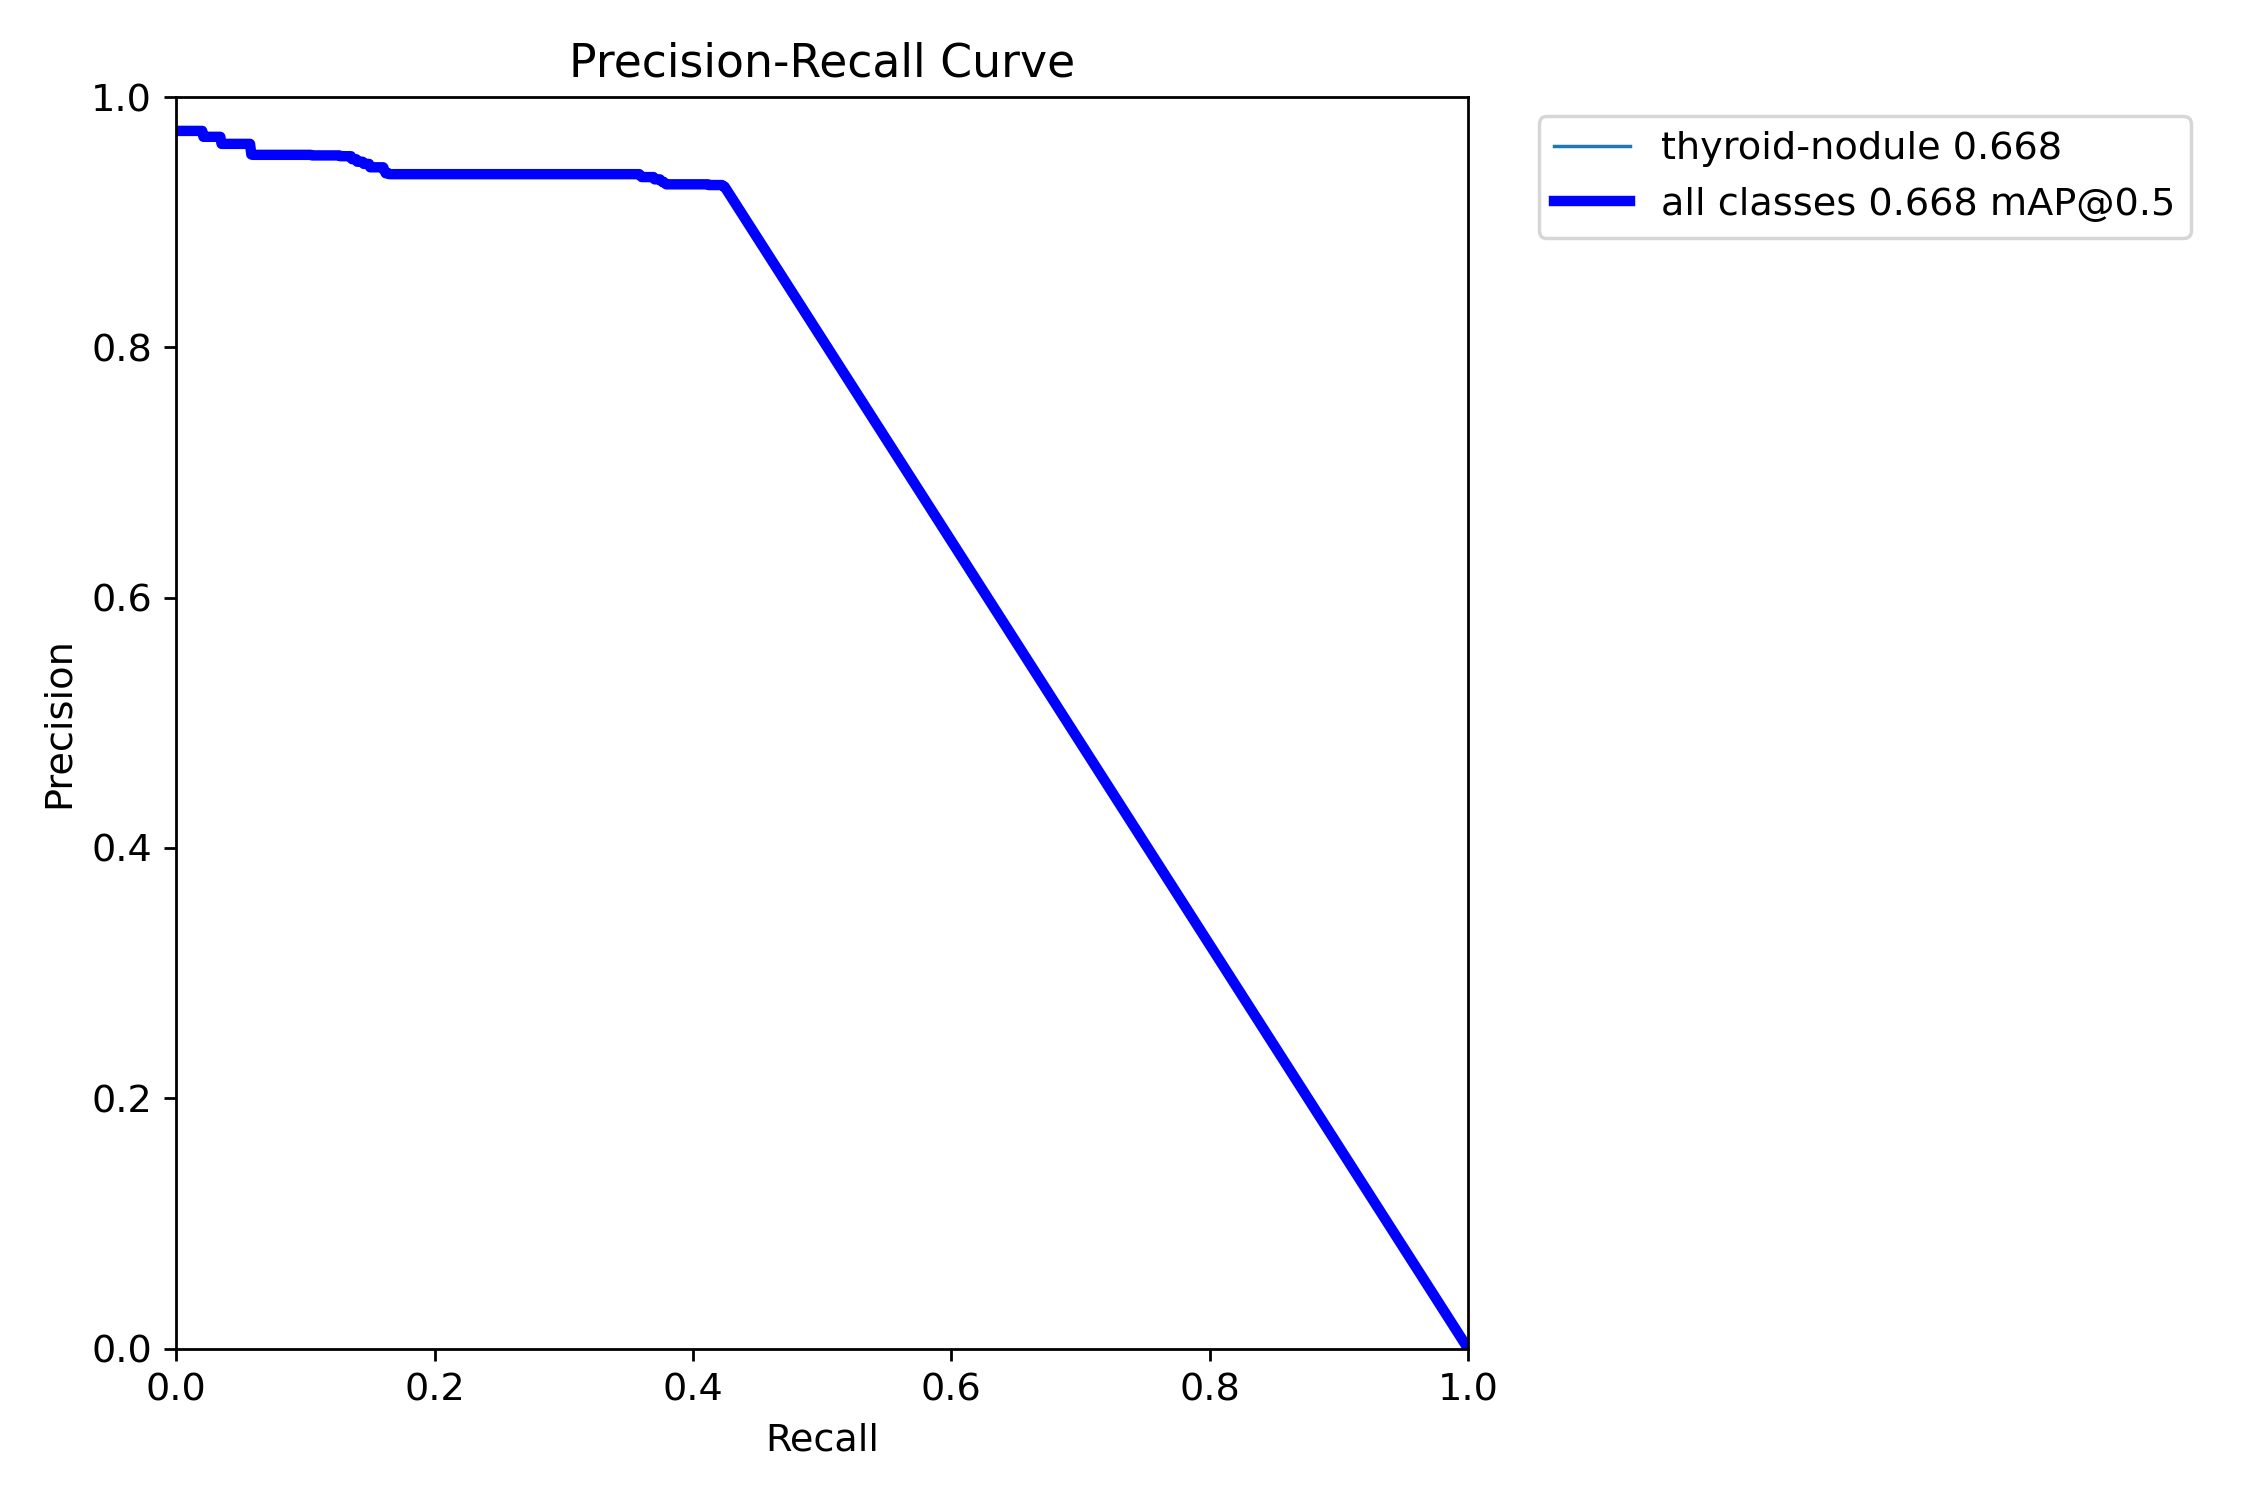 Precision-Recall Curve
1.0
0.8
0.6
0.4
0.2
0.0
Precision
0.0 0.2 0.4 0.6 0.8 1.0
Recall
thyroid-nodule 0.668
all classes 0.668 mAP@0.5